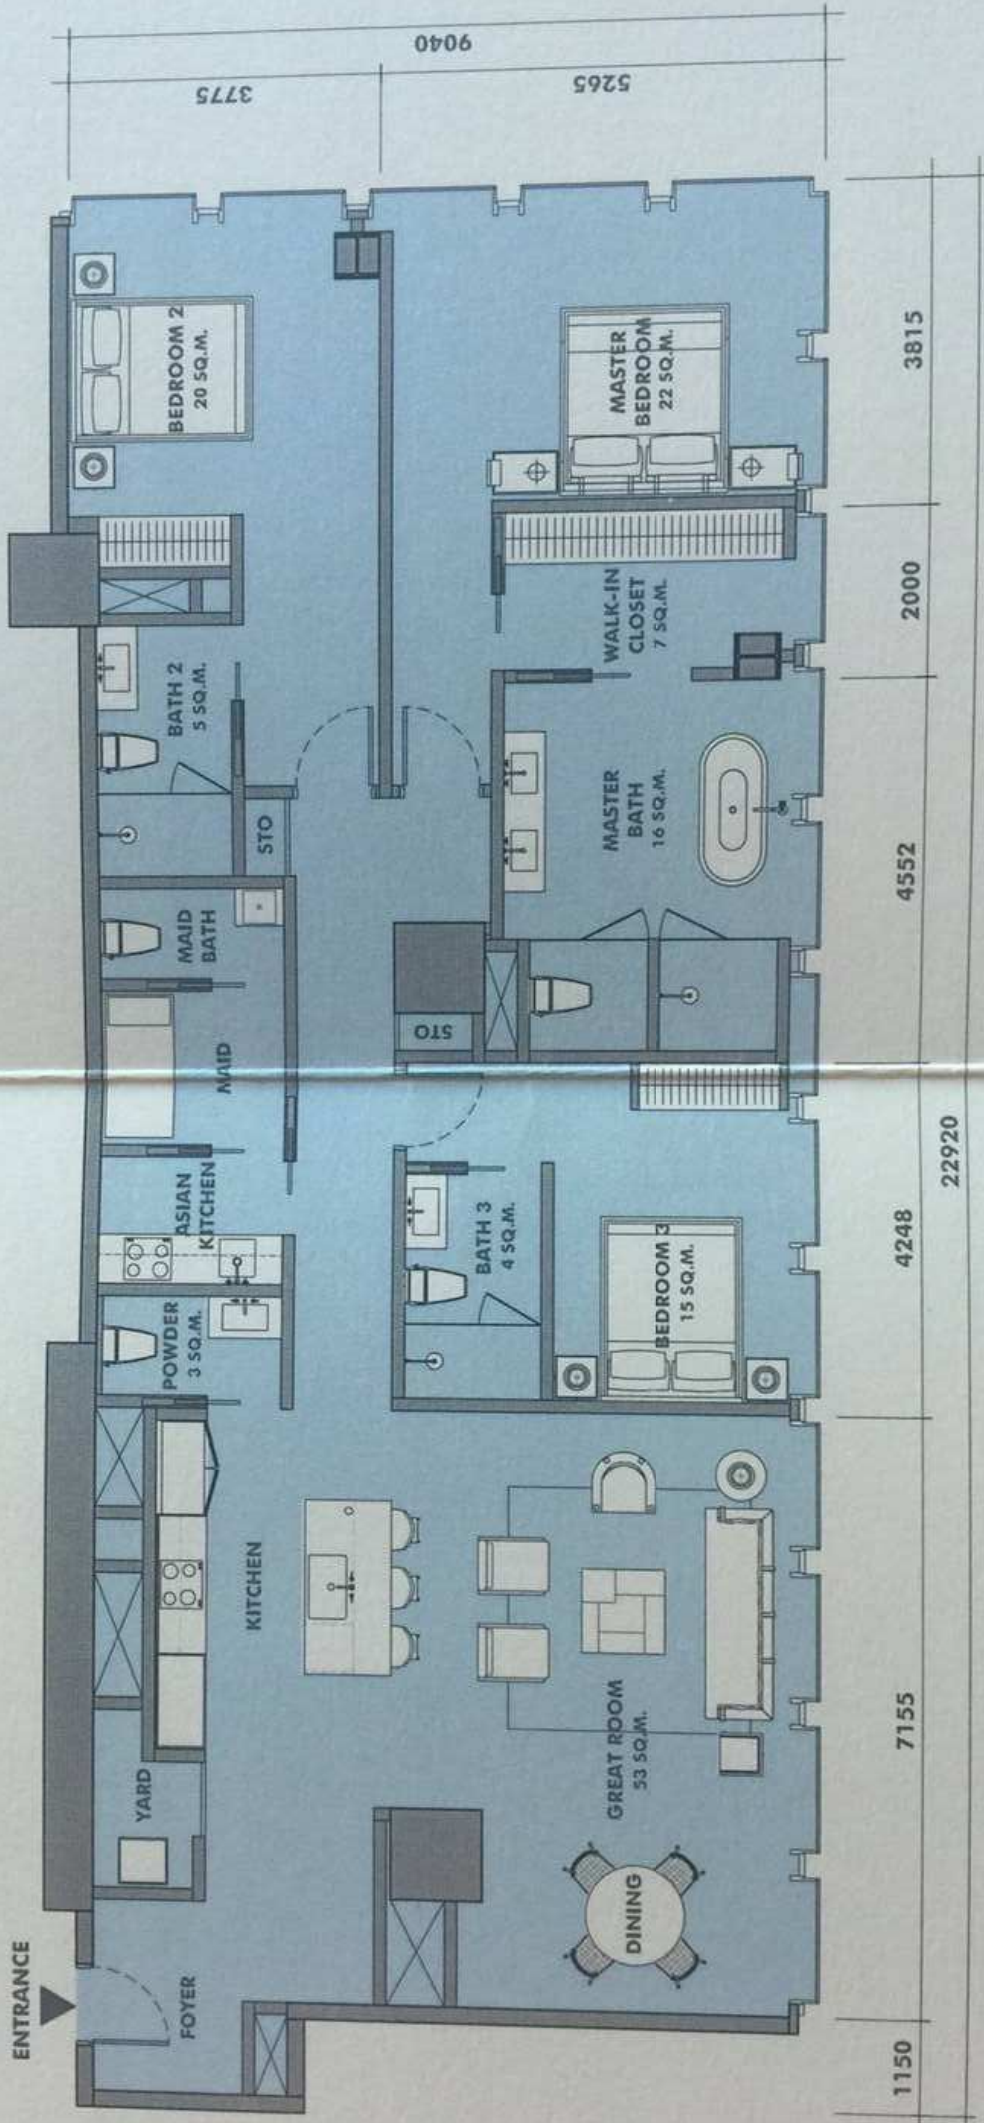 ENTRANCE
FOYER
YARD
KITCHEN
POWDER
3 SQ.M.
ASIAN
KITCHEN
MAID
MAID
BATH
STO
BATH 2
5 SQ.M.
BEDROOM 2
20 SQ.M.
DINING
GREAT ROOM
53 SQ.M.
BATH 3
4 SQ.M.
BEDROOM 3
15 SQ.M.
STO
MASTER
BATH
16 SQ.M.
WALK-IN
CLOSET
7 SQ.M.
MASTER
BEDROOM
22 SQ.M.
3775
5265
9040
1150
7155
4248
4552
2000
3815
22920